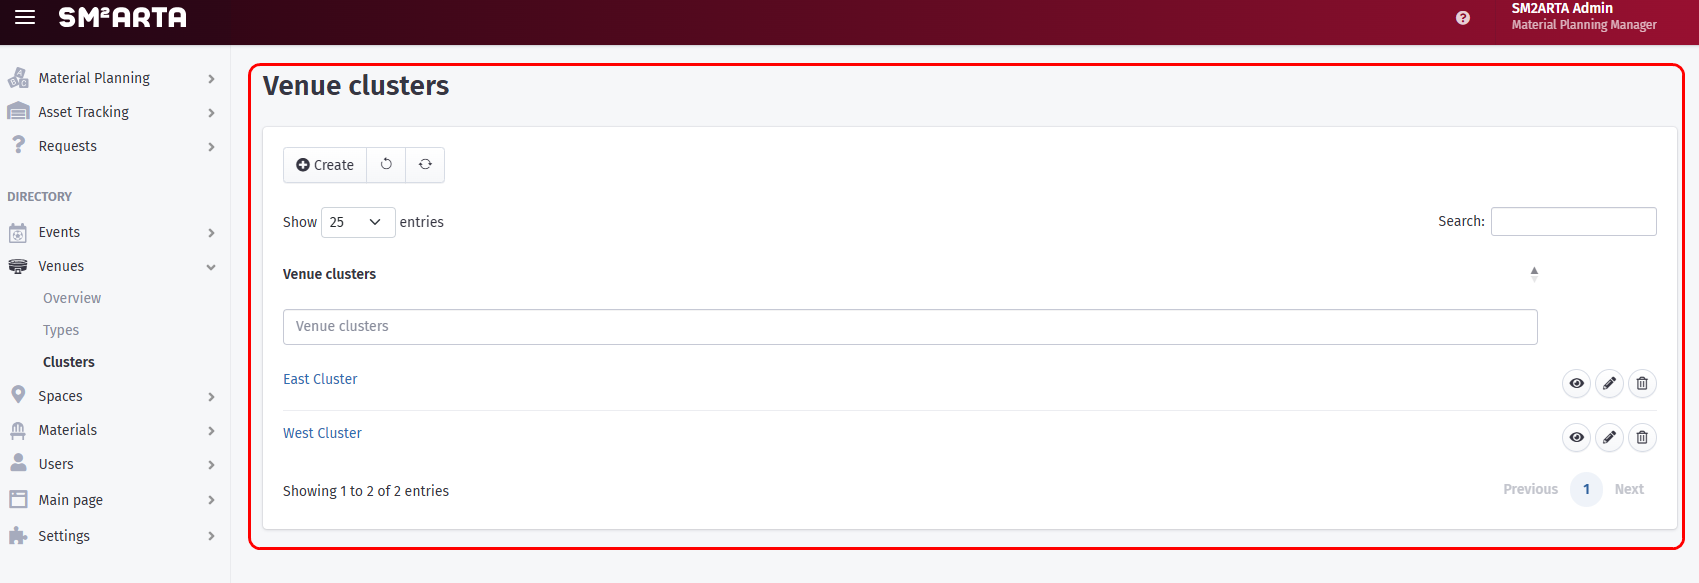 SM²ARTA
SM2ARTA Admin
Material Planning Manager
Material Planning
Asset Tracking
Requests
DIRECTORY
Events
Venues
Overview
Types
Clusters
Spaces
Materials
Users
Main page
Settings
Venue clusters
Create
Show 25 entries
Search:
Venue clusters
Venue clusters
East Cluster
West Cluster
Showing 1 to 2 of 2 entries
Previous 1 Next